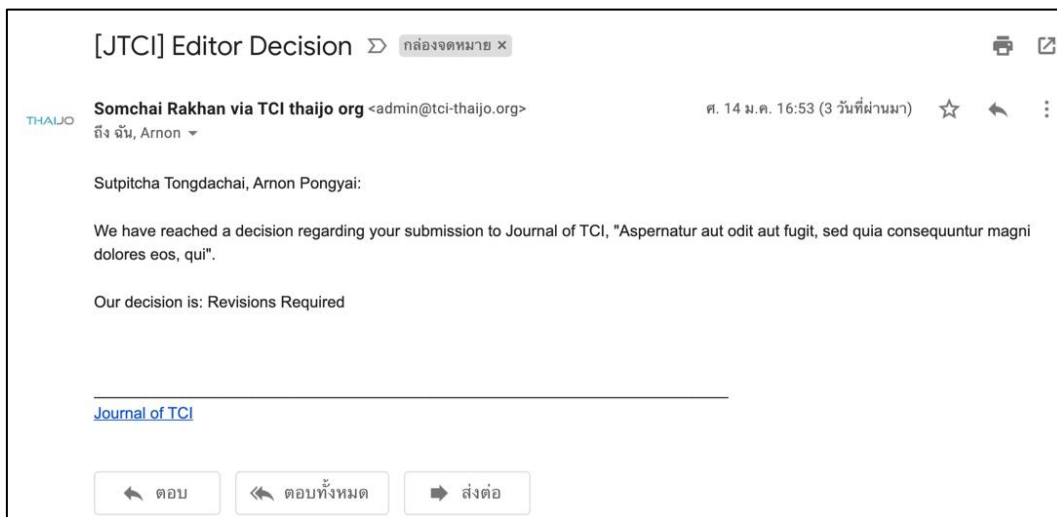 [JTCI] Editor Decision กล่องจดหมาย ×
Somchai Rakhan via TCI thaijo org <admin@tci-thaijo.org> ศ. 14 ม.ค. 16:53 (3 วันที่ผ่านมา)
THAIJO
ถึง ฉัน, Arnon
Sutpitcha Tongdachai, Arnon Pongyai:
We have reached a decision regarding your submission to Journal of TCI, "Aspernatur aut odit aut fugit, sed quia consequuntur magni
dolores eos, qui".
Our decision is: Revisions Required
Journal of TCI
ตอบ ตอบทั้งหมด ส่งต่อ